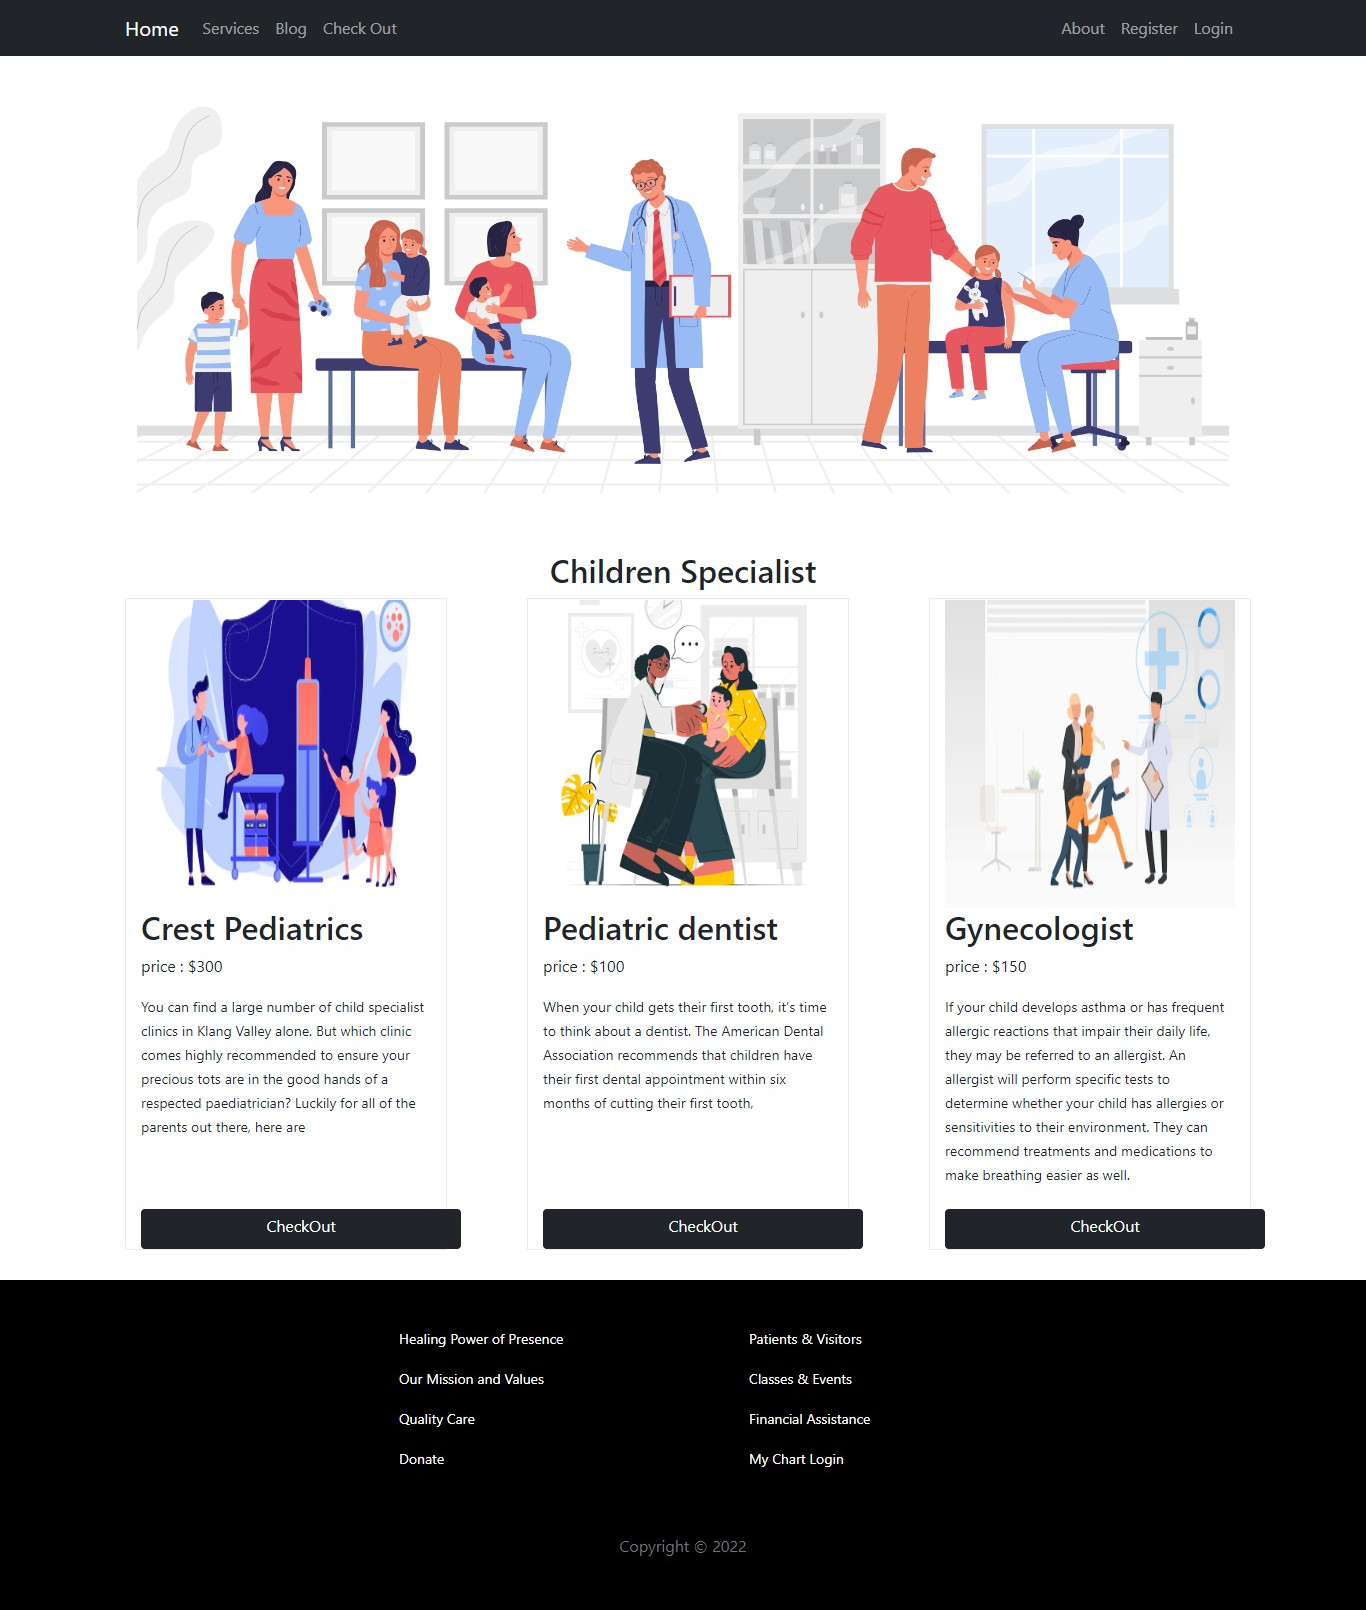 Home Services Blog Check Out About Register Login
Children Specialist
Crest Pediatrics
price : $300
You can find a large number of child specialist
clinics in Klang Valley alone. But which clinic
comes highly recommended to ensure your
precious tots are in the good hands of a
respected paediatrician? Luckily for all of the
parents out there, here are
CheckOut
Pediatric dentist
price : $100
When your child gets their first tooth, it’s time
to think about a dentist. The American Dental
Association recommends that children have
their first dental appointment within six
months of cutting their first tooth,
CheckOut
Gynecologist
price : $150
If your child develops asthma or has frequent
allergic reactions that impair their daily life,
they may be referred to an allergist. An
allergist will perform specific tests to
determine whether your child has allergies or
sensitivities to their environment. They can
recommend treatments and medications to
make breathing easier as well.
CheckOut
Healing Power of Presence
Our Mission and Values
Quality Care
Donate
Patients & Visitors
Classes & Events
Financial Assistance
My Chart Login
Copyright © 2022